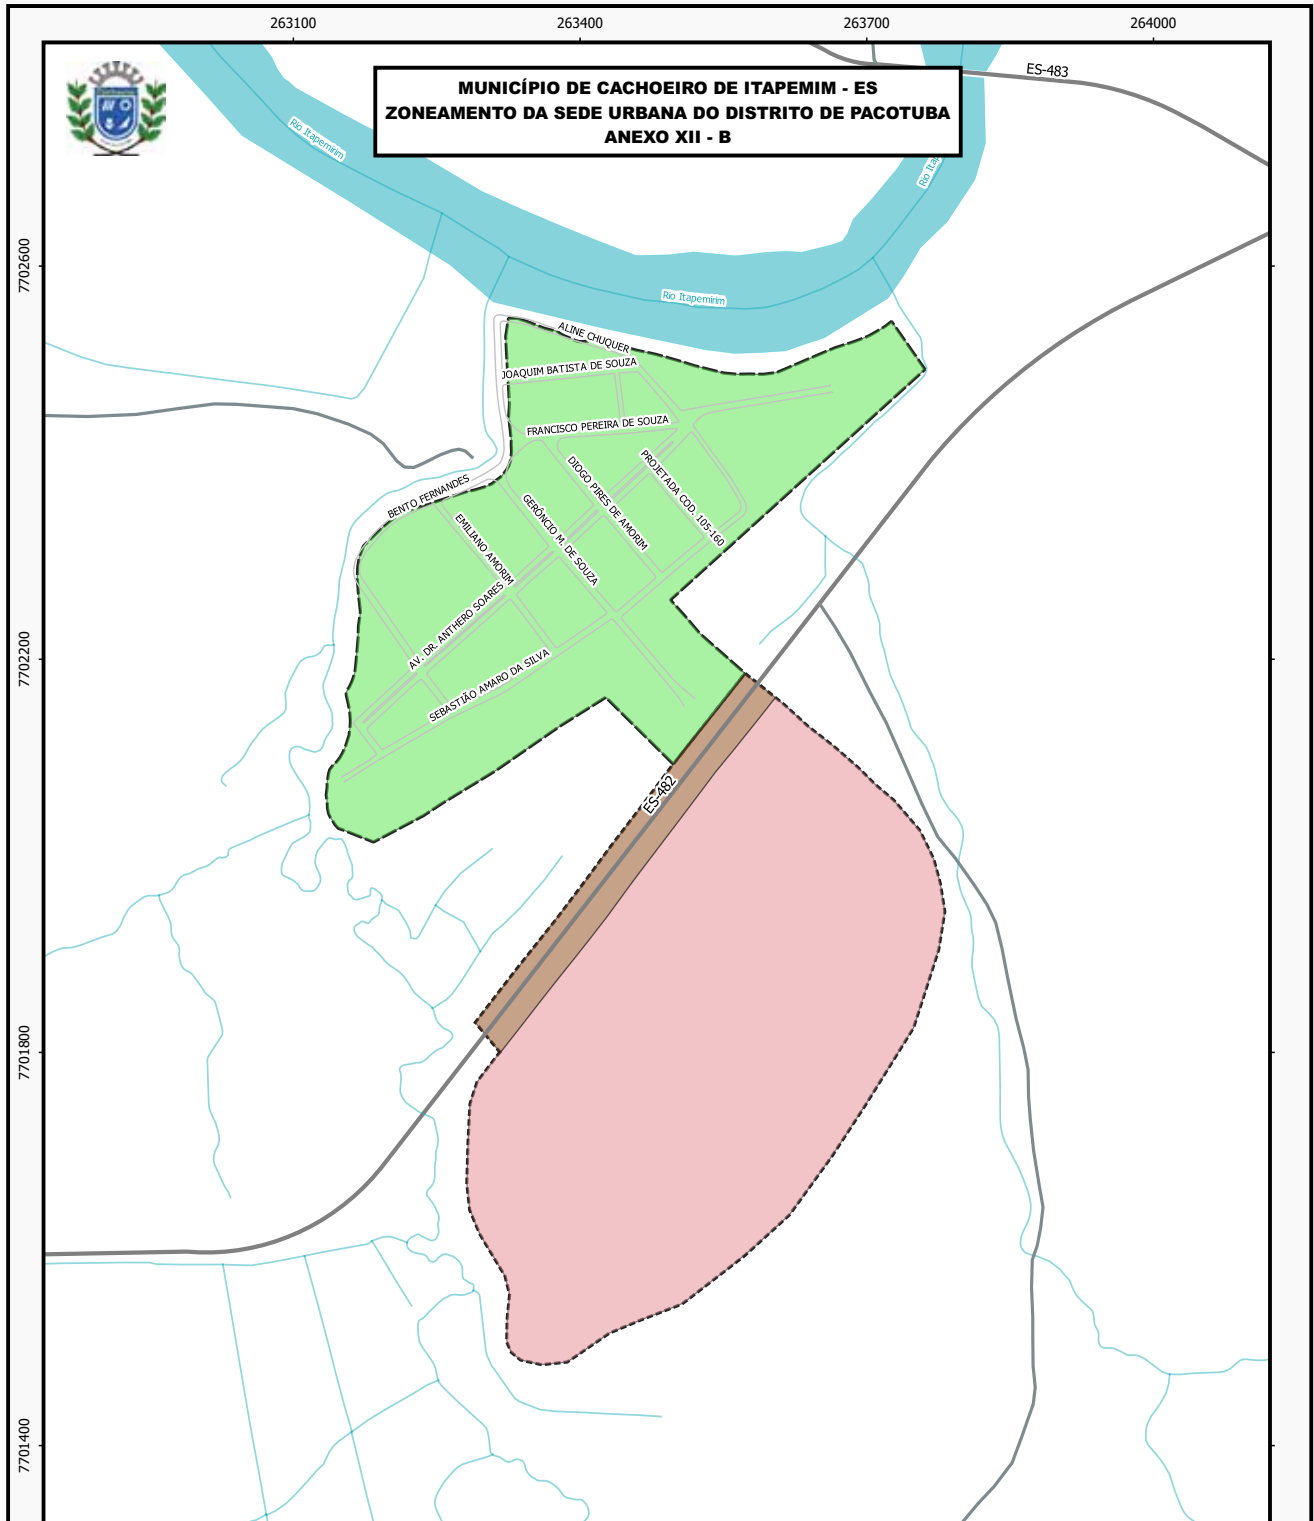 263100
263400
263700
264000
MUNICÍPIO DE CACHOEIRO DE ITAPEMIM - ES
ZONEAMENTO DA SEDE URBANA DO DISTRITO DE PACOTUBA
ANEXO XII - B
ES-483
Rio Itapemirim
Rio Itap
7702600
Rio Itapemirim
ALINE CHUQUER
JOAQUIM BATISTA DE SOUZA
FRANCISCO PEREIRA DE SOUZA
BENTO FERNANDES
DIOGO PIRES DE AMORIM
PROJETADA COD. 105-160
GERÔNCIO M. DE SOUZA
EMILIANO AMORIM
AV. DR. ANTHERO SOARES
SEBASTIÃO AMARO DA SILVA
7702200
ES-482
7701800
7701400